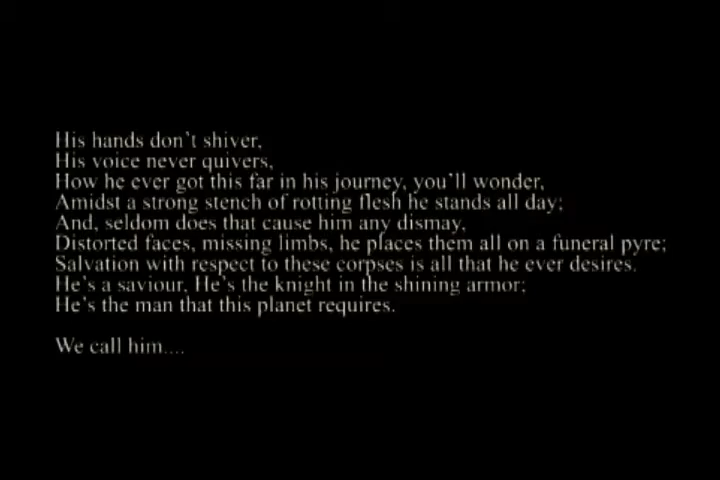 His hands don't shiver,
His voice never quivers,
How he ever got this far in his journey, you'll wonder,
Amidst a strong stench of rotting flesh he stands all day;
And, seldom does that cause him any dismay,
Distorted faces, missing limbs, he places them all on a funeral pyre;
Salvation with respect to these corpses is all that he ever desires.
He's a saviour, He's the knight in the shining armor;
He's the man that this planet requires.
We call him....